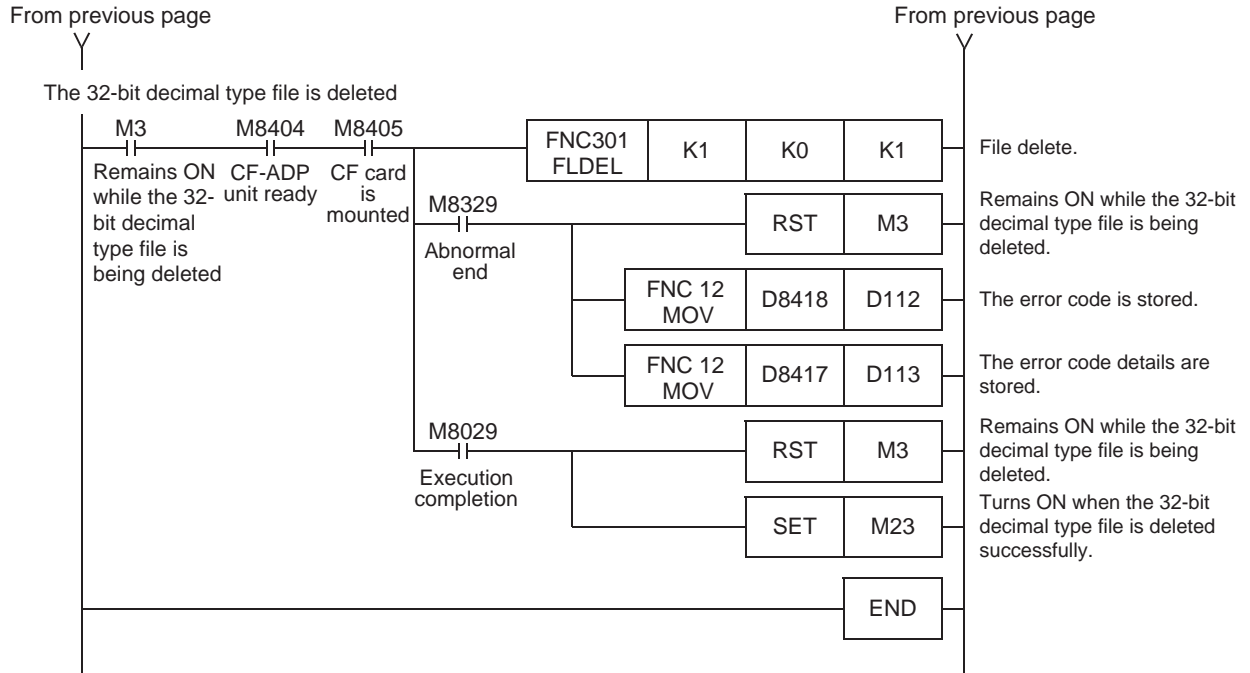 From previous page
From previous page
The 32-bit decimal type file is deleted
M3
M8404
M8405
Remains ON
while the 32-
bit decimal
type file is
being deleted
CF-ADP
unit ready
CF card
is
mounted
FNC301
FLDEL
K1
K0
K1
File delete.
M8329
Abnormal
end
RST
M3
Remains ON while the 32-bit
decimal type file is being
deleted.
FNC 12
MOV
D8418
D112
The error code is stored.
FNC 12
MOV
D8417
D113
The error code details are
stored.
M8029
Execution
completion
RST
M3
Remains ON while the 32-bit
decimal type file is being
deleted.
SET
M23
Turns ON when the 32-bit
decimal type file is deleted
successfully.
END